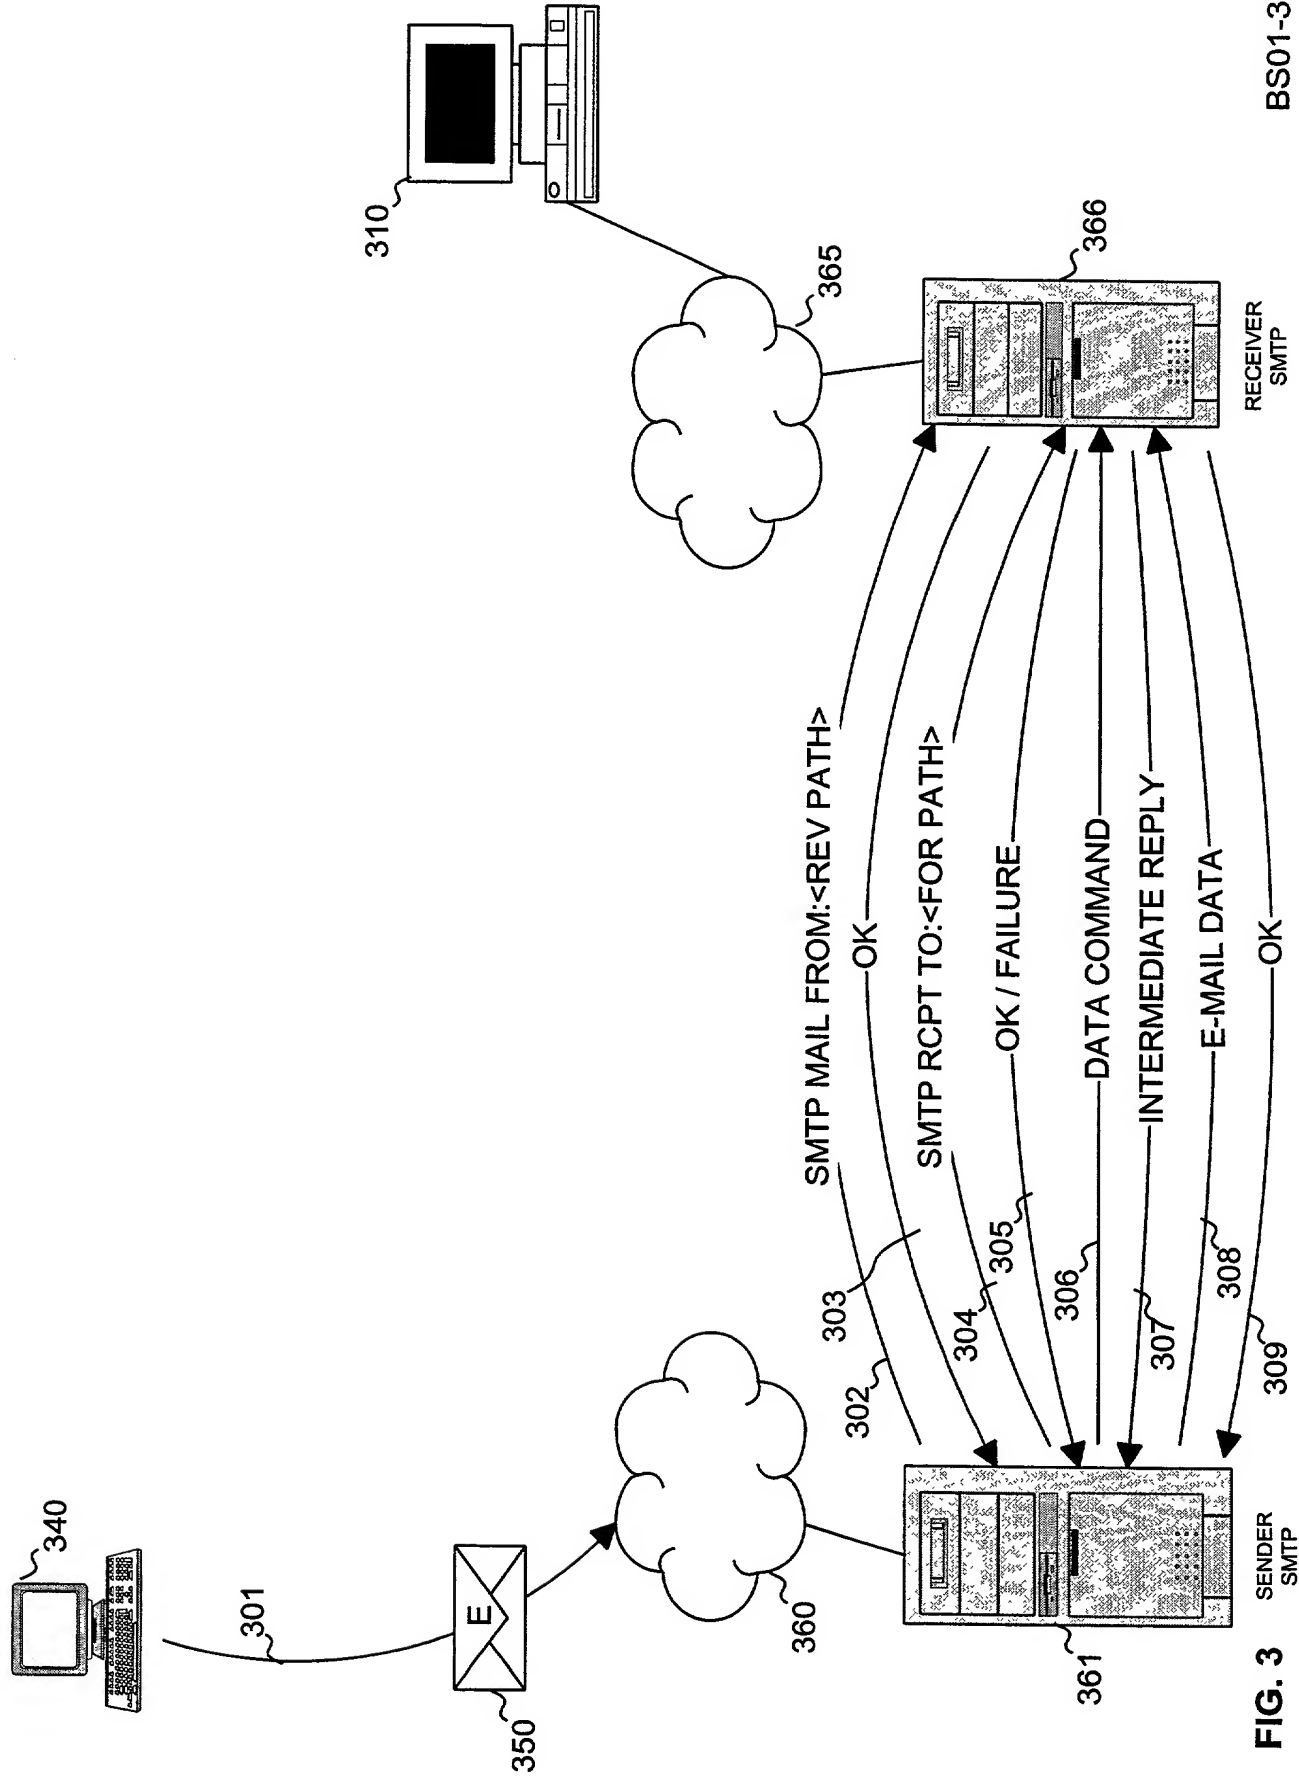 340
301
350
E
360
361
SENDER
SMTP
310
365
366
RECEIVER
SMTP
302
SMTP MAIL FROM:<REV PATH>
303
OK
304
SMTP RCPT TO:<FOR PATH>
305
OK / FAILURE
306
DATA COMMAND
307
INTERMEDIATE REPLY
308
E-MAIL DATA
309
OK
FIG. 3
BS01-3